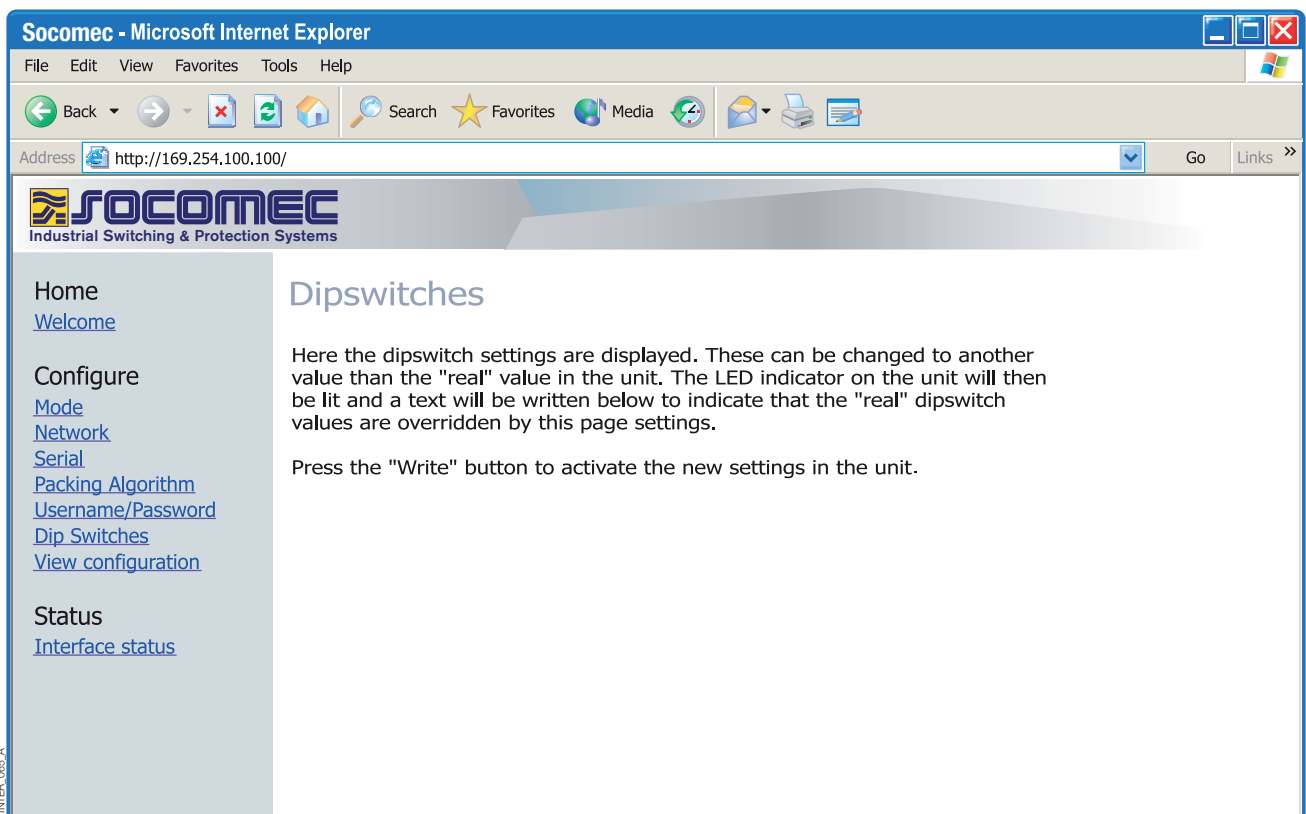 Socomec - Microsoft Internet Explorer
File Edit View Favorites Tools Help
Back Search Favorites Media
Address http://169.254.100.100/ Go Links »
SOCOMEC
Industrial Switching & Protection Systems
Home
Welcome
Configure
Mode
Network
Serial
Packing Algorithm
Username/Password
Dip Switches
View configuration
Status
Interface status
Dipswitches
Here the dipswitch settings are displayed. These can be changed to another
value than the "real" value in the unit. The LED indicator on the unit will then
be lit and a text will be written below to indicate that the "real" dipswitch
values are overridden by this page settings.
Press the "Write" button to activate the new settings in the unit.